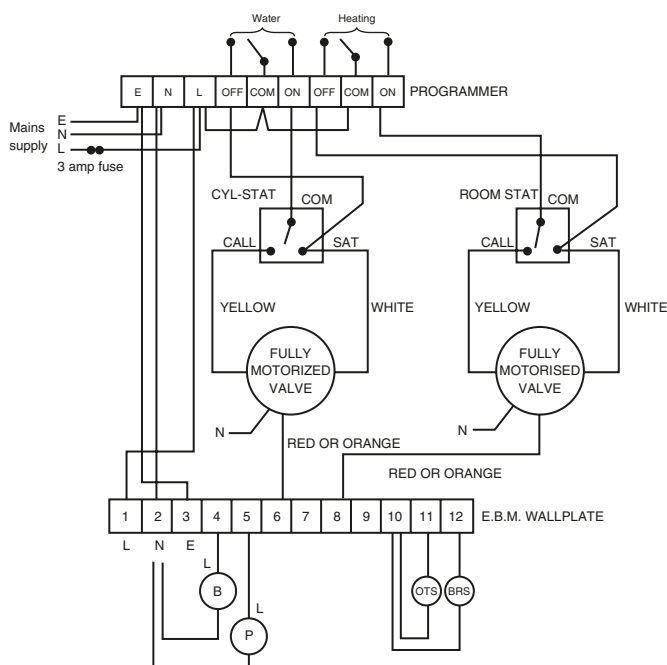 Water Heating
E N L OFF COM ON OFF COM ON PROGRAMMER
Mains
supply
E
N
L
3 amp fuse
CYL-STAT COM
CALL SAT
ROOM STAT COM
CALL SAT
YELLOW WHITE
YELLOW WHITE
FULLY
MOTORIZED
VALVE
FULLY
MOTORISED
VALVE
N
N
RED OR ORANGE
RED OR ORANGE
1 2 3 4 5 6 7 8 9 10 11 12 E.B.M. WALLPLATE
L N E
L
B
OTS BRS
L
P